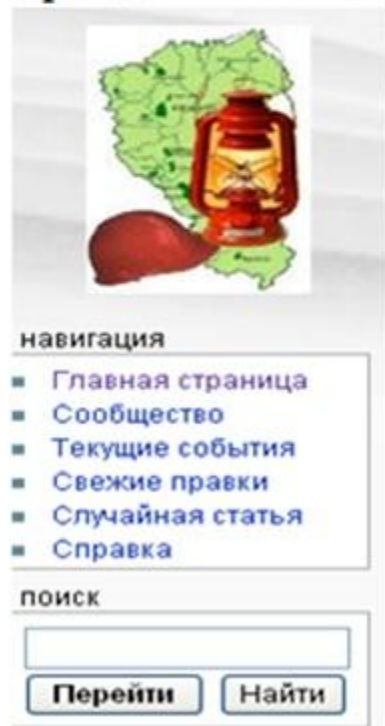 навигация
Главная страница
Сообщество
Текущие события
Свежие правки
Случайная статья
Справка
поиск
Перейти
Найти